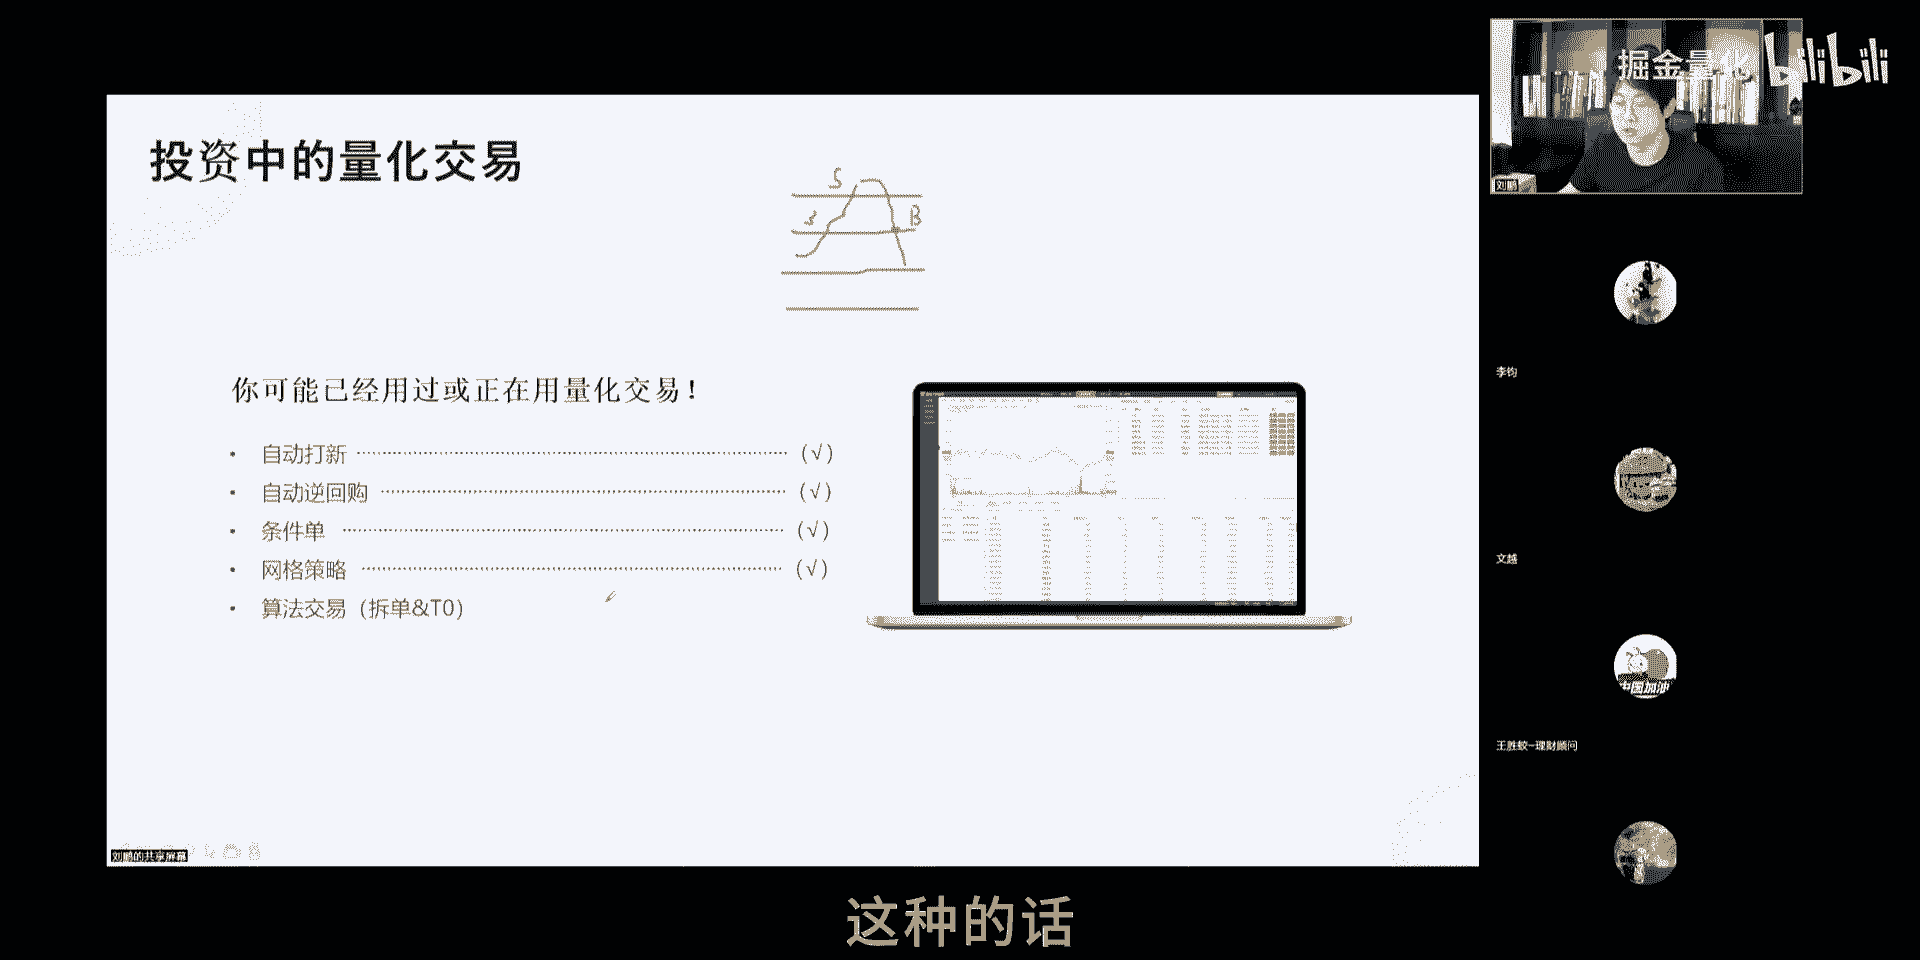 掘金量化 bilibili
投资中的量化交易
S
S
B
刘鹏
你可能已经用过或正在用量化交易！
• 自动打新 (√)
• 自动逆回购 (√)
• 条件单 (√)
• 网格策略 (√)
• 算法交易（拆单&T0）
李钧
文越
中国加油
王胜蛟-理财顾问
刘鹏的共享屏幕
这种的话